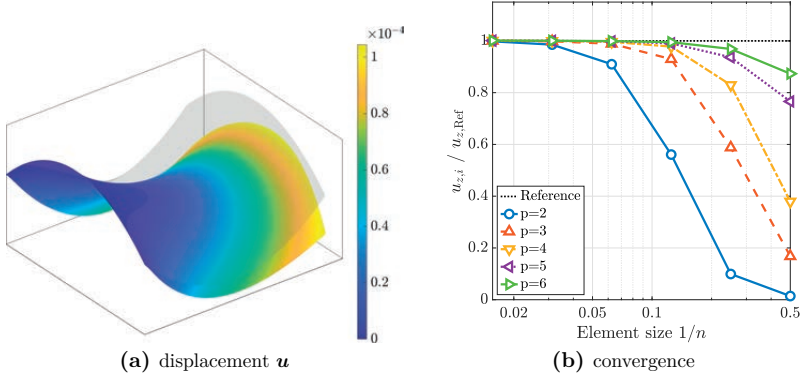 ×10⁻⁴
1
0.8
0.6
0.4
0.2
0
(a) displacement u
u_z,i / u_z,Ref
1
0.8
0.6
0.4
0.2
0
Reference
p=2
p=3
p=4
p=5
p=6
0.02 0.05 0.1 0.2 0.5
Element size 1/n
(b) convergence